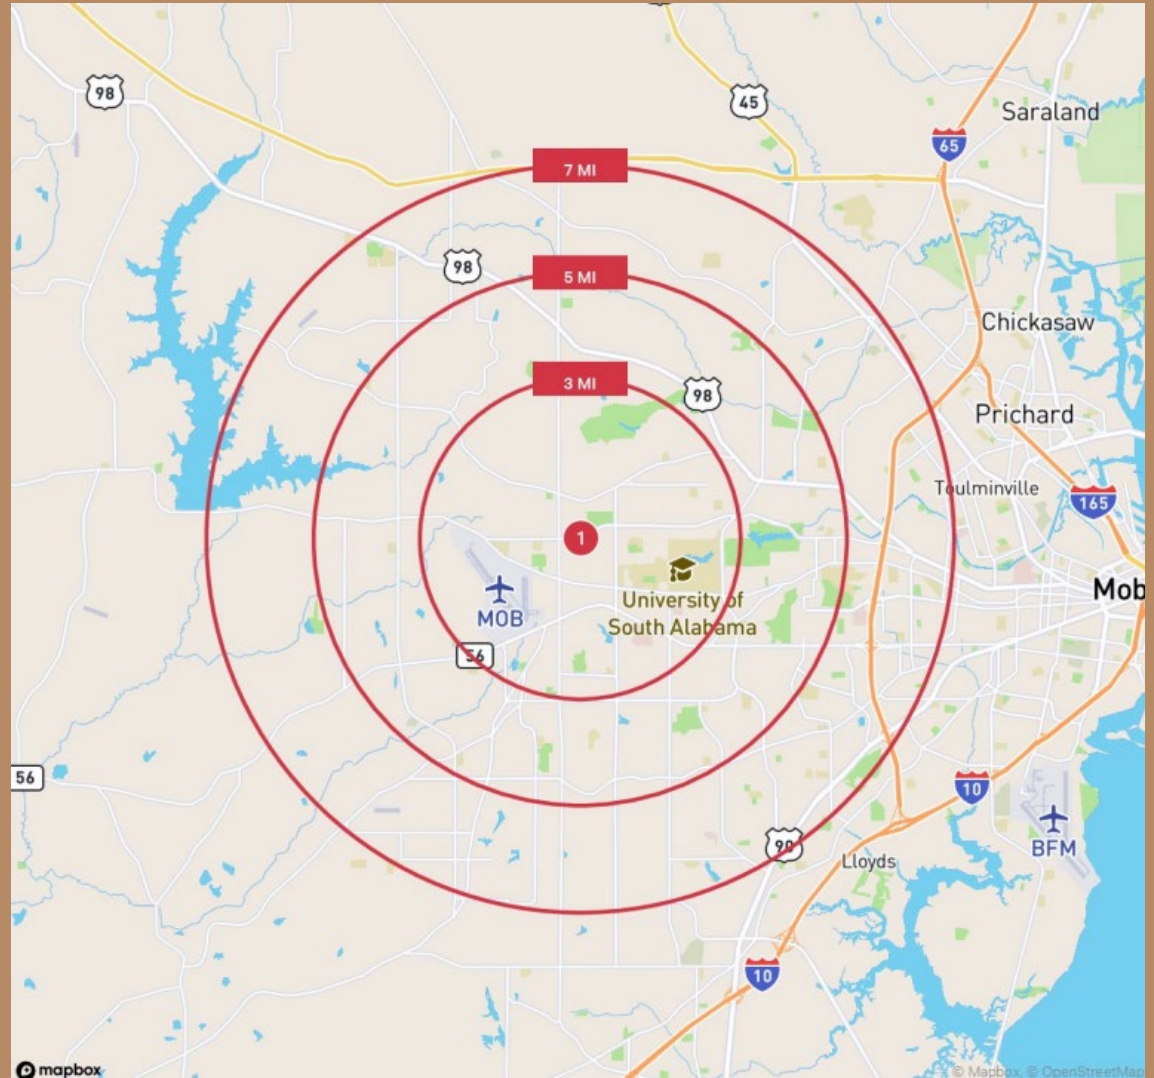 98
45
Saraland
65
7 MI
98
5 MI
Chickasaw
3 MI
98
Prichard
Toulminville
165
1
MOB
University of
South Alabama
Mob
56
56
10
BFM
90
Lloyds
10
mapbox
© Mapbox, © OpenStreetMap